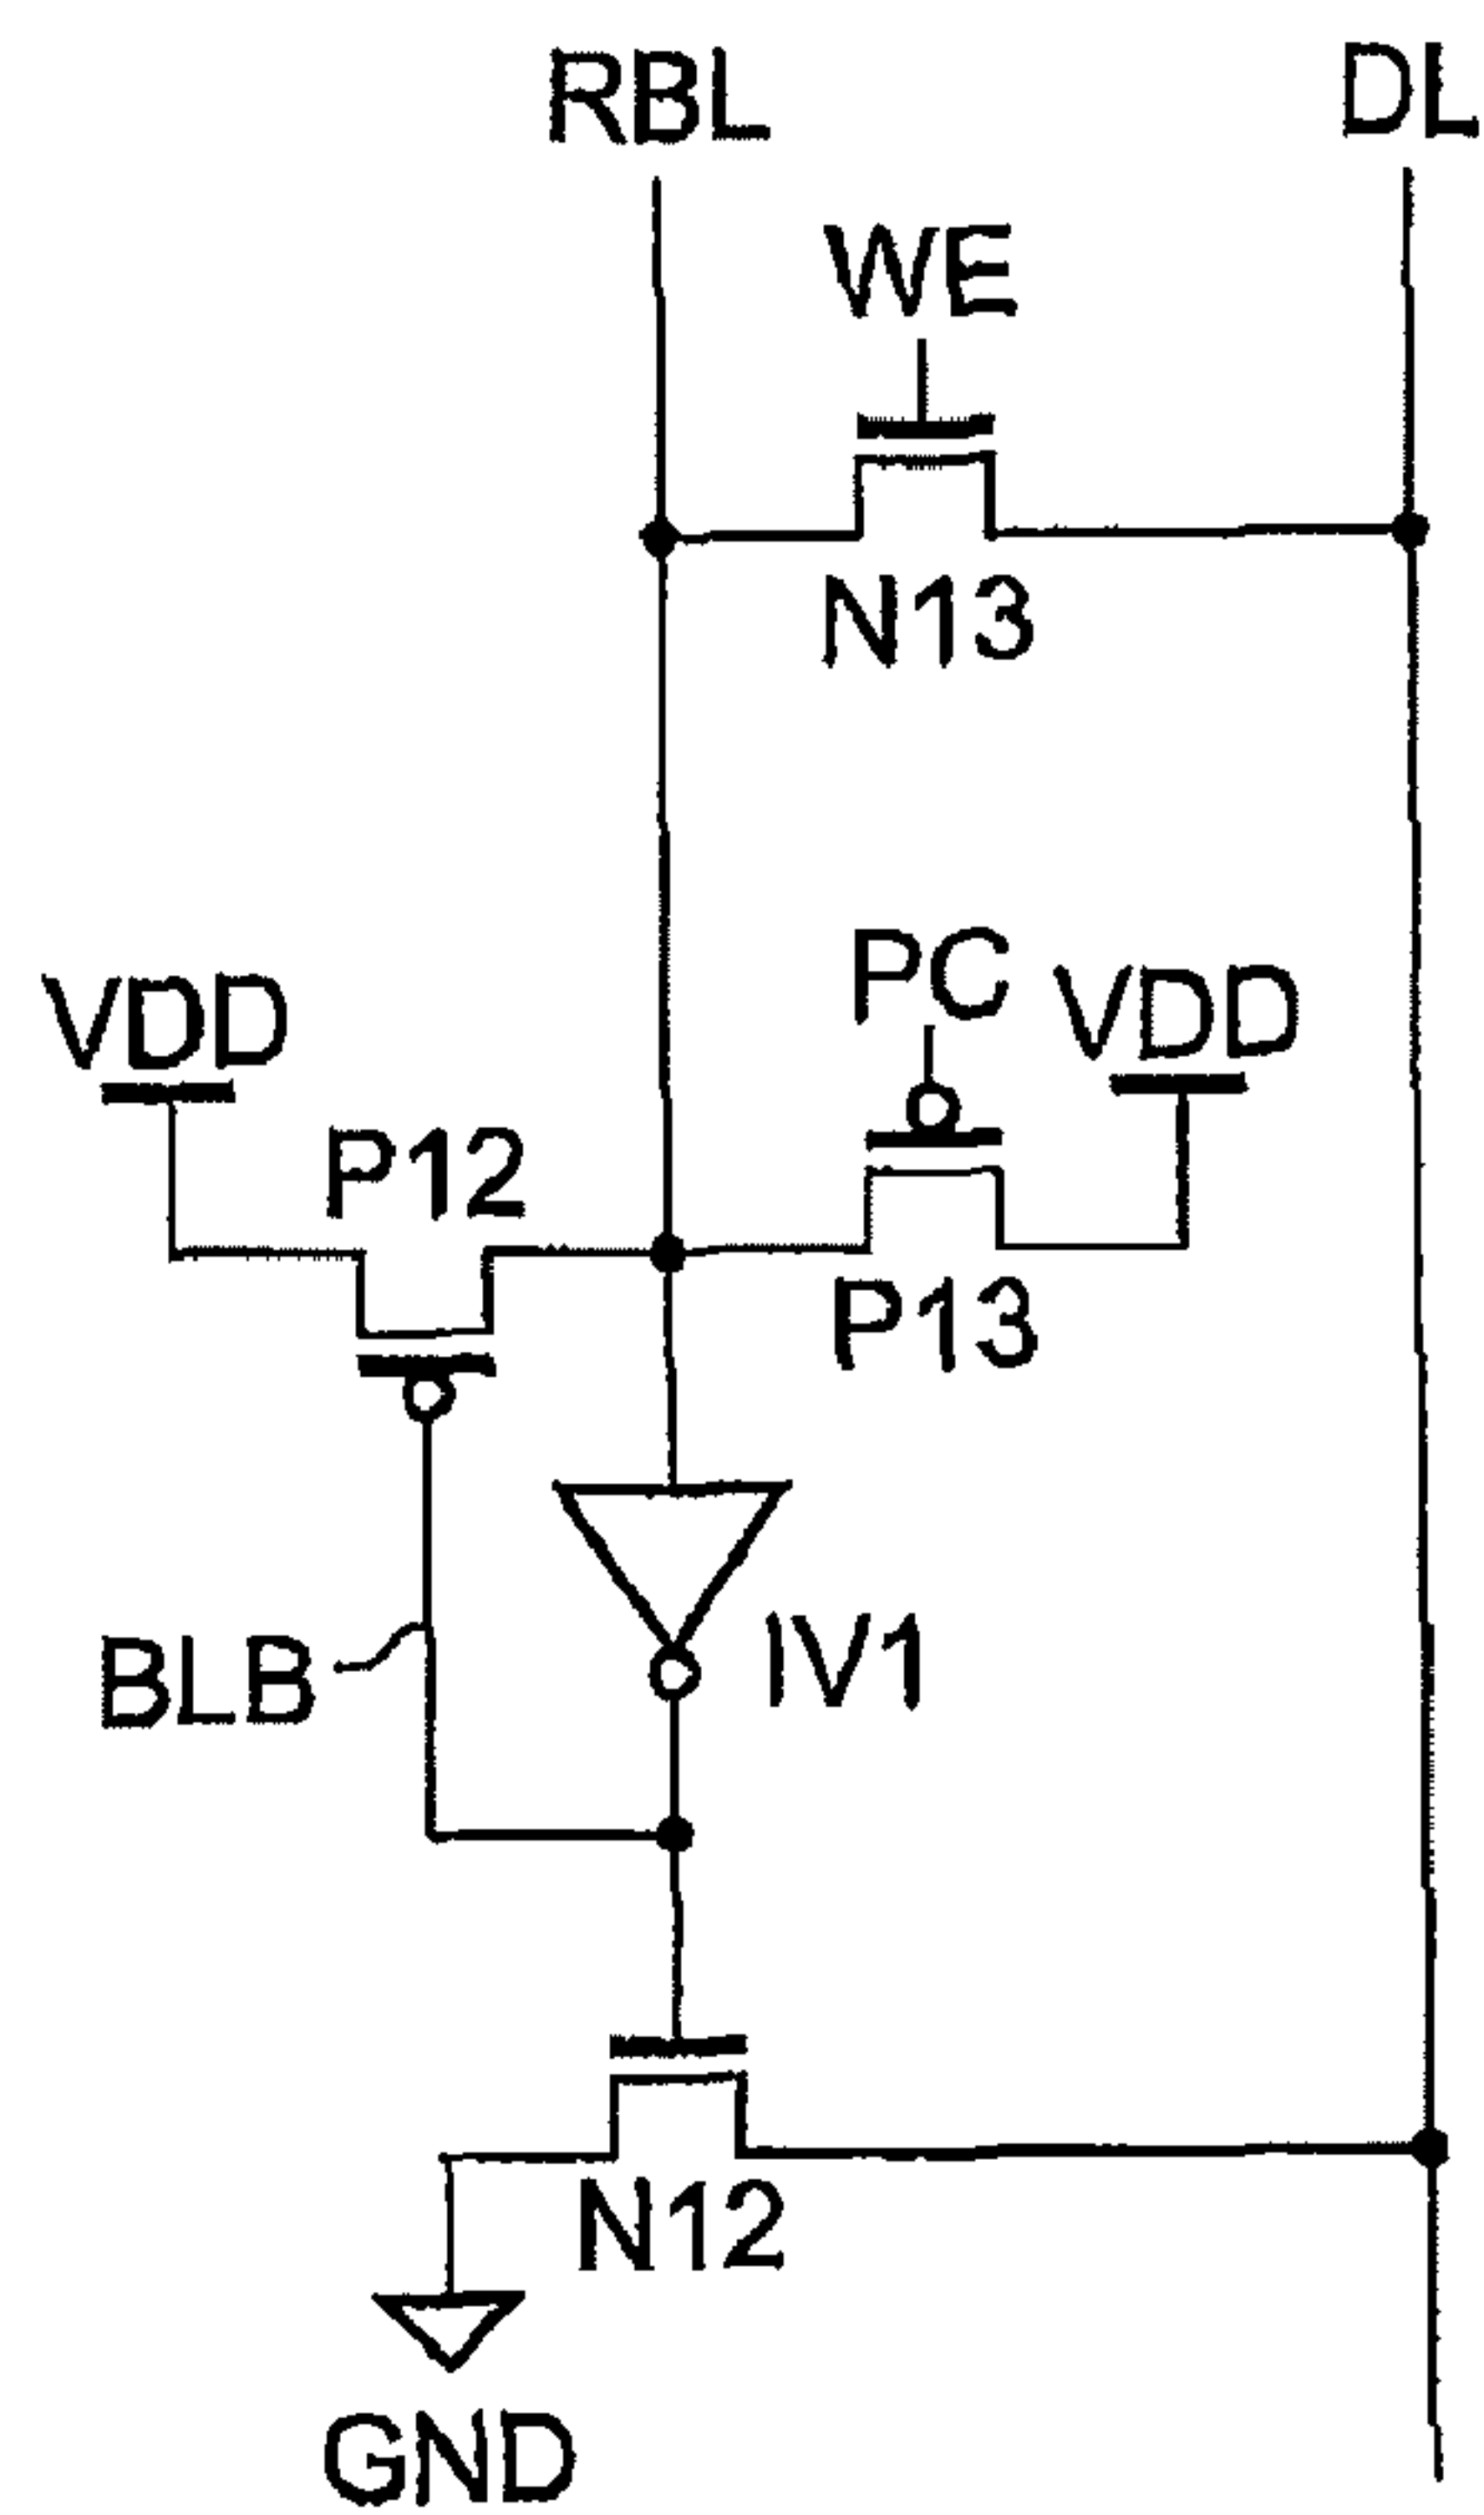 RBL
DL
WE
N13
PC
VDD
VDD
P12
P13
IV1
BLB
N12
GND